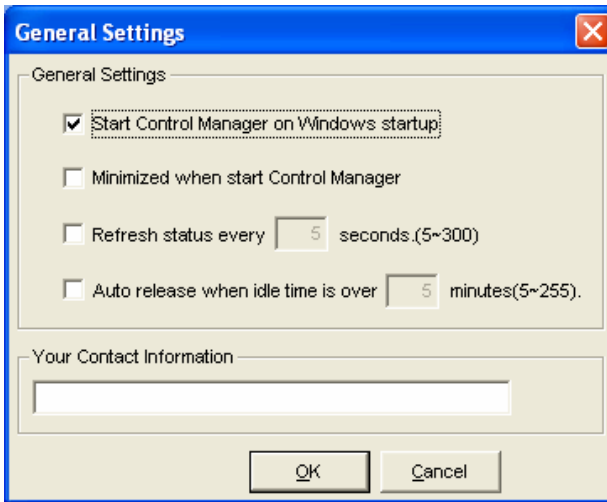 General Settings
General Settings
Start Control Manager on Windows startup
Minimized when start Control Manager
Refresh status every 5 seconds.(5~300)
Auto release when idle time is over 5 minutes(5~255).
Your Contact Information
OK Cancel